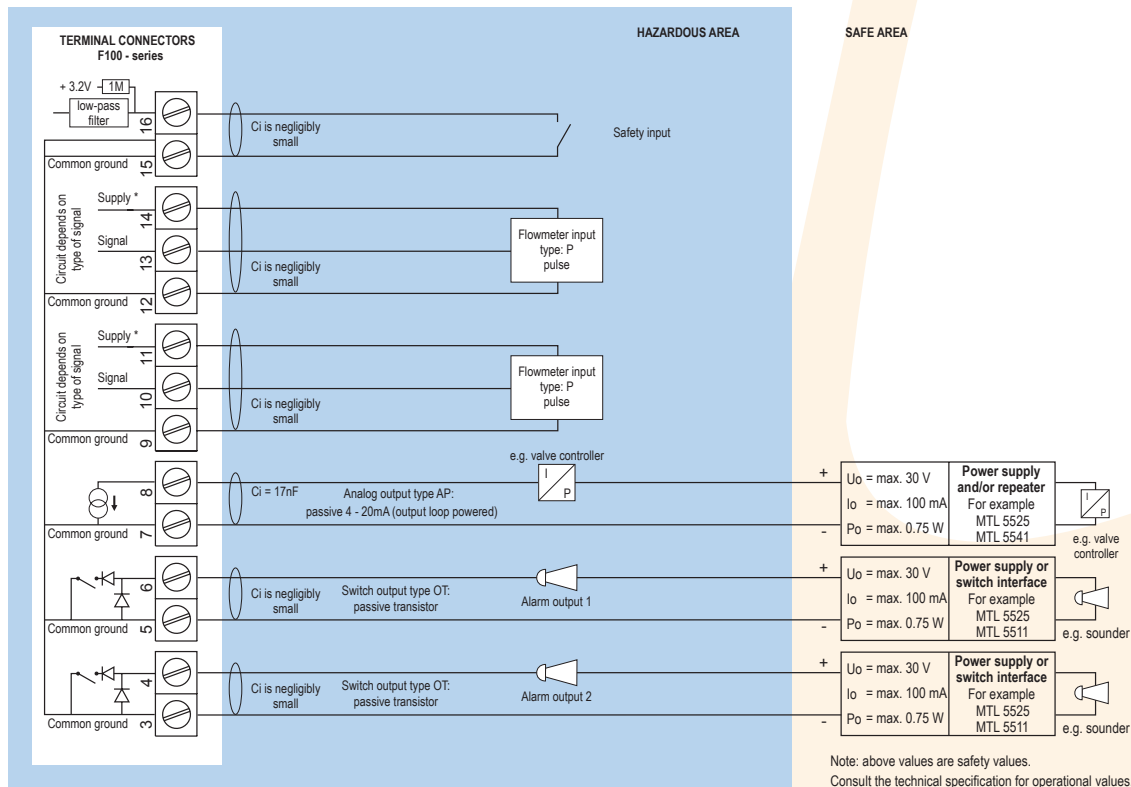 HAZARDOUS AREA
SAFE AREA
TERMINAL CONNECTORS
F100 - series
+ 3.2V
1M
low-pass
filter
16
Ci is negligibly
small
Safety input
Common ground
15
Circuit depends on
type of signal
Supply *
14
Signal
13
Common ground
12
Ci is negligibly
small
Flowmeter input
type: P
pulse
Circuit depends on
type of signal
Supply *
11
Signal
10
Common ground
9
Ci is negligibly
small
Flowmeter input
type: P
pulse
8
Common ground
7
Ci = 17nF
Analog output type AP:
passive 4 - 20mA (output loop powered)
e.g. valve controller
I
P
+
-
Uo = max. 30 V
Io = max. 100 mA
Po = max. 0.75 W
Power supply
and/or repeater
For example
MTL 5525
MTL 5541
I
P
e.g. valve
controller
6
Common ground
5
Ci is negligibly
small
Switch output type OT:
passive transistor
Alarm output 1
+
-
Uo = max. 30 V
Io = max. 100 mA
Po = max. 0.75 W
Power supply or
switch interface
For example
MTL 5525
MTL 5511
e.g. sounder
4
Common ground
3
Ci is negligibly
small
Switch output type OT:
passive transistor
Alarm output 2
+
-
Uo = max. 30 V
Io = max. 100 mA
Po = max. 0.75 W
Power supply or
switch interface
For example
MTL 5525
MTL 5511
e.g. sounder
Note: above values are safety values.
Consult the technical specification for operational values